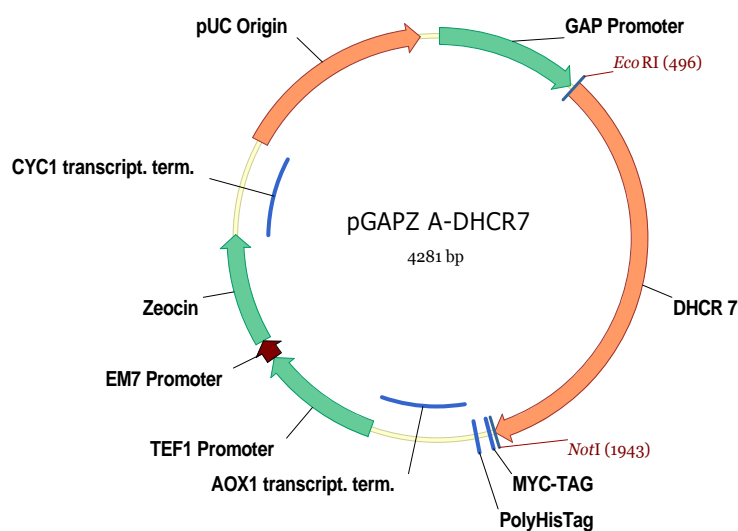 pUC Origin
GAP Promoter
EcoRI (496)
CYC1 transcript. term.
pGAPZ A-DHCR7
4281 bp
Zeocin
DHCR 7
EM7 Promoter
TEF1 Promoter
NotI (1943)
AOX1 transcript. term.
MYC-TAG
PolyHisTag